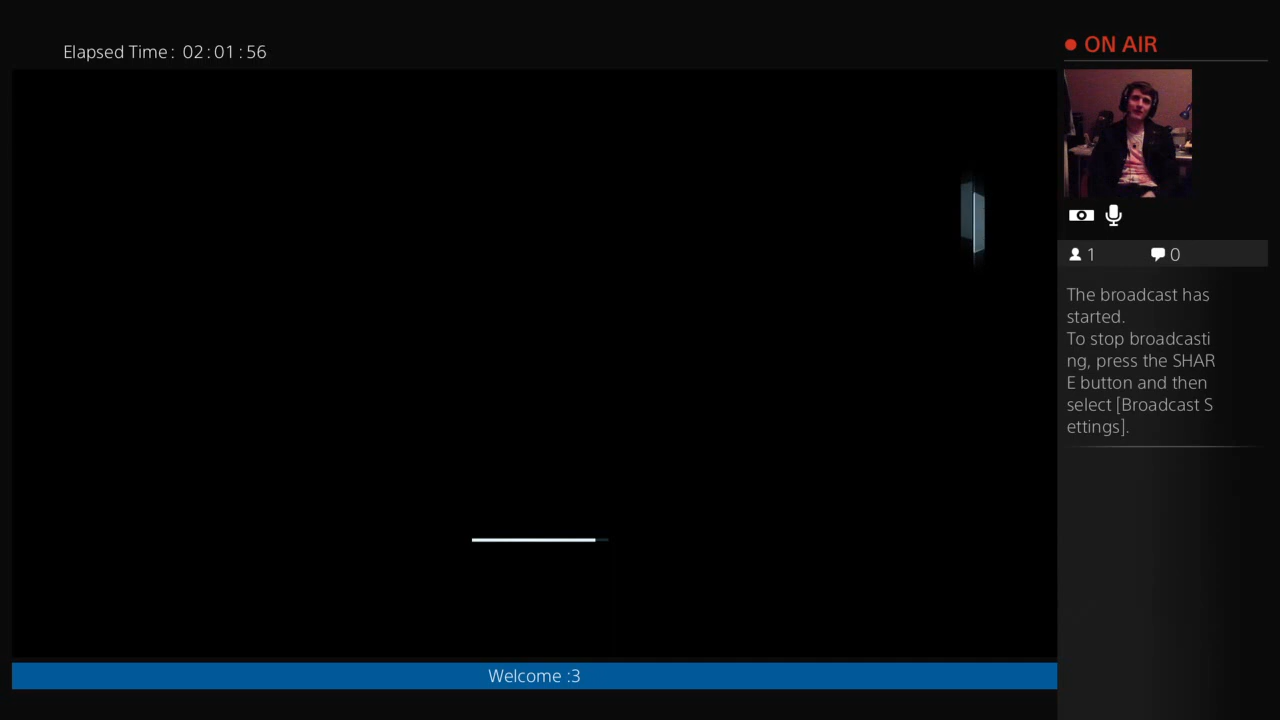 Elapsed Time: 02:01:56
ON AIR
1
0
The broadcast has
started.
To stop broadcasti
ng, press the SHAR
E button and then
select [Broadcast S
ettings].
Welcome :3